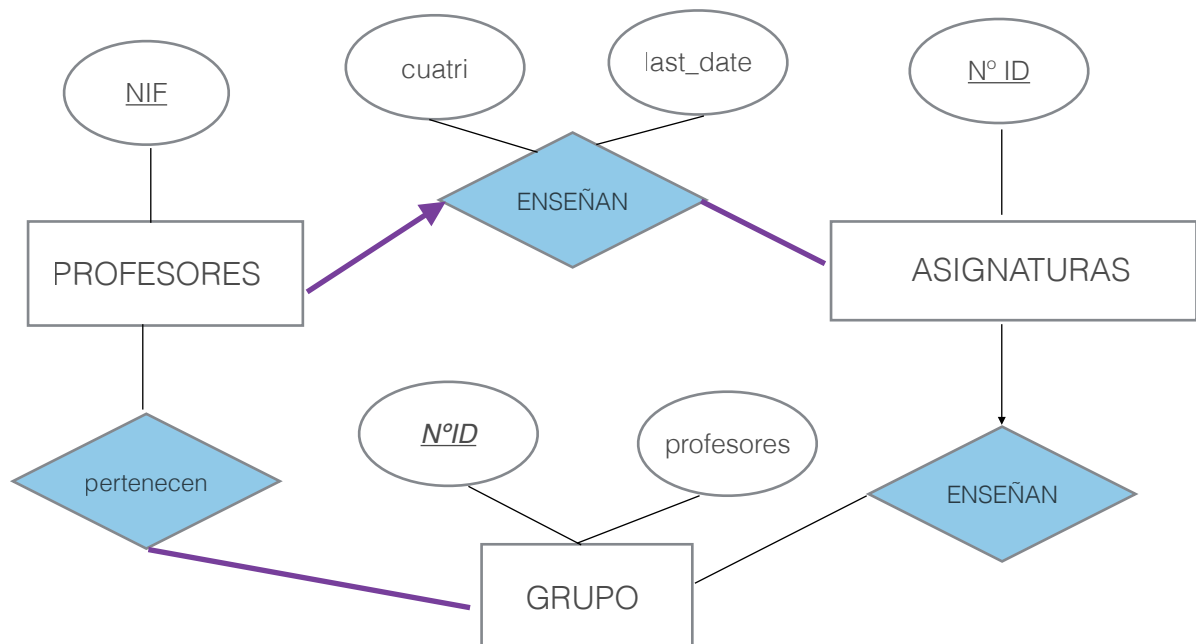 cuatri
last_date
NIF
Nº ID
ENSEÑAN
PROFESORES
ASIGNATURAS
NºID
profesores
pertenecen
ENSEÑAN
GRUPO